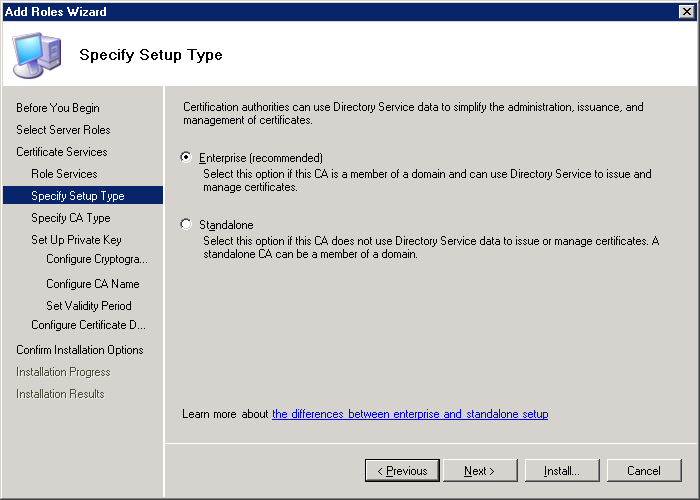 Add Roles Wizard
Specify Setup Type
Before You Begin
Select Server Roles
Certificate Services
Role Services
Specify Setup Type
Specify CA Type
Set Up Private Key
Configure Cryptogra...
Configure CA Name
Set Validity Period
Configure Certificate D...
Confirm Installation Options
Installation Progress
Installation Results
Certification authorities can use Directory Service data to simplify the administration, issuance, and
management of certificates.
Enterprise (recommended)
Select this option if this CA is a member of a domain and can use Directory Service to issue and
manage certificates.
Standalone
Select this option if this CA does not use Directory Service data to issue or manage certificates. A
standalone CA can be a member of a domain.
Learn more about the differences between enterprise and standalone setup
< Previous
Next >
Install...
Cancel